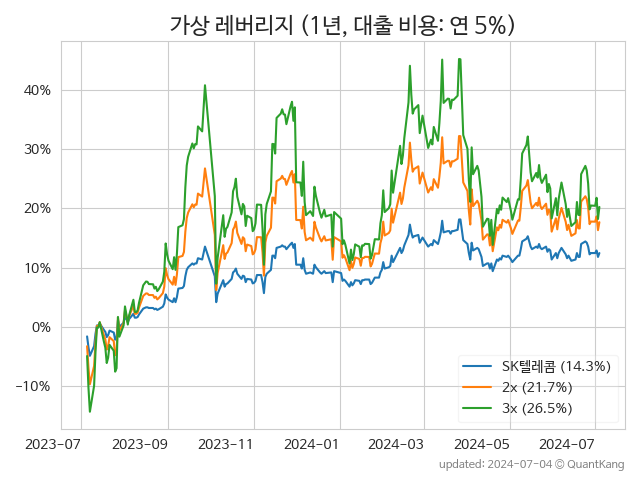 가상 레버리지 (1년, 대출 비용: 연 5%)
40%
30%
20%
10%
0%
−10%
SK텔레콤 (14.3%)
2x (21.7%)
3x (26.5%)
2023-07 2023-09 2023-11 2024-01 2024-03 2024-05 2024-07
updated: 2024-07-04 © QuantKang